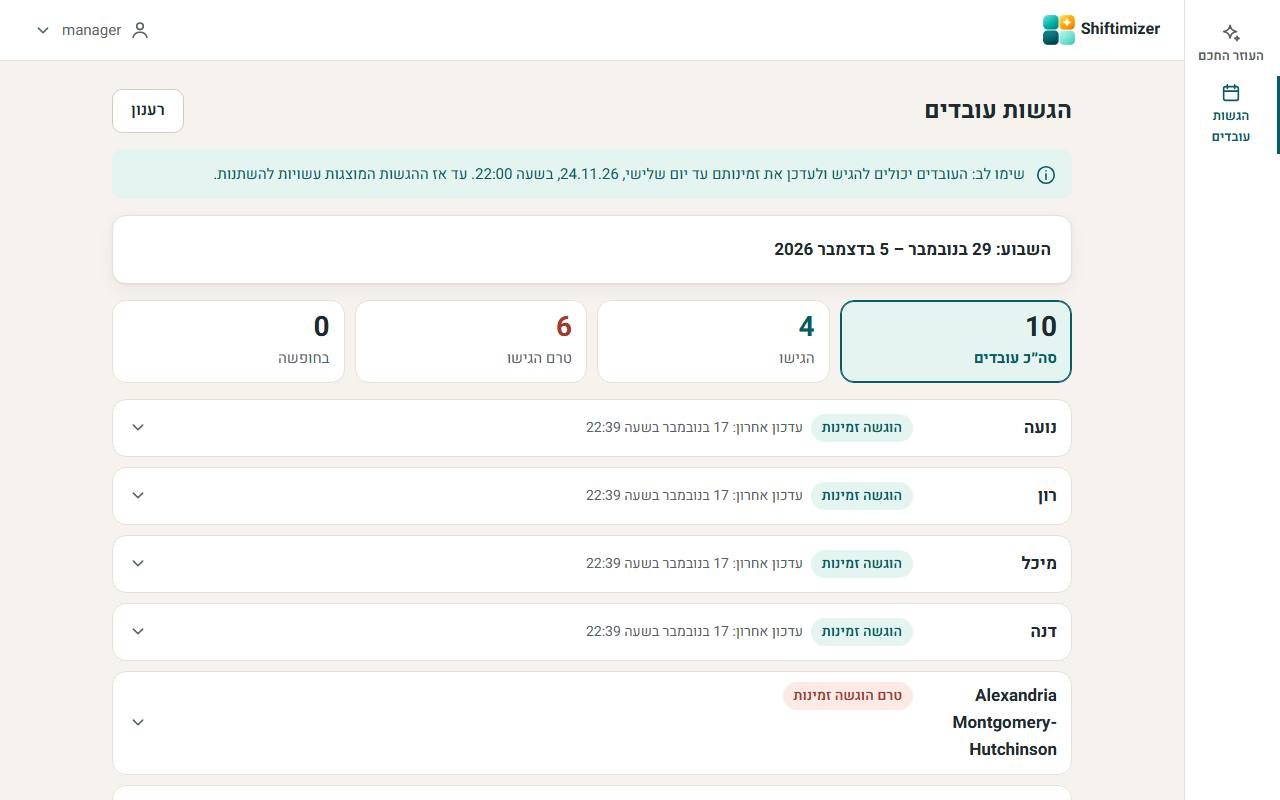 Shiftimizer
manager
העוזר החכם
הגשות
עובדים
הגשות עובדים
רענון
שימו לב: העובדים יכולים להגיש ולעדכן את זמינותם עד יום שלישי, 24.11.26, בשעה 22:00. עד אז ההגשות המוצגות עשויות להשתנות.
השבוע: 29 בנובמבר – 5 בדצמבר 2026
10
סה״כ עובדים
4
הגישו
6
טרם הגישו
0
בחופשה
נועה
הוגשה זמינות
עדכון אחרון: 17 בנובמבר בשעה 22:39
רון
הוגשה זמינות
עדכון אחרון: 17 בנובמבר בשעה 22:39
מיכל
הוגשה זמינות
עדכון אחרון: 17 בנובמבר בשעה 22:39
דנה
הוגשה זמינות
עדכון אחרון: 17 בנובמבר בשעה 22:39
Alexandria
Montgomery-
Hutchinson
טרם הוגשה זמינות